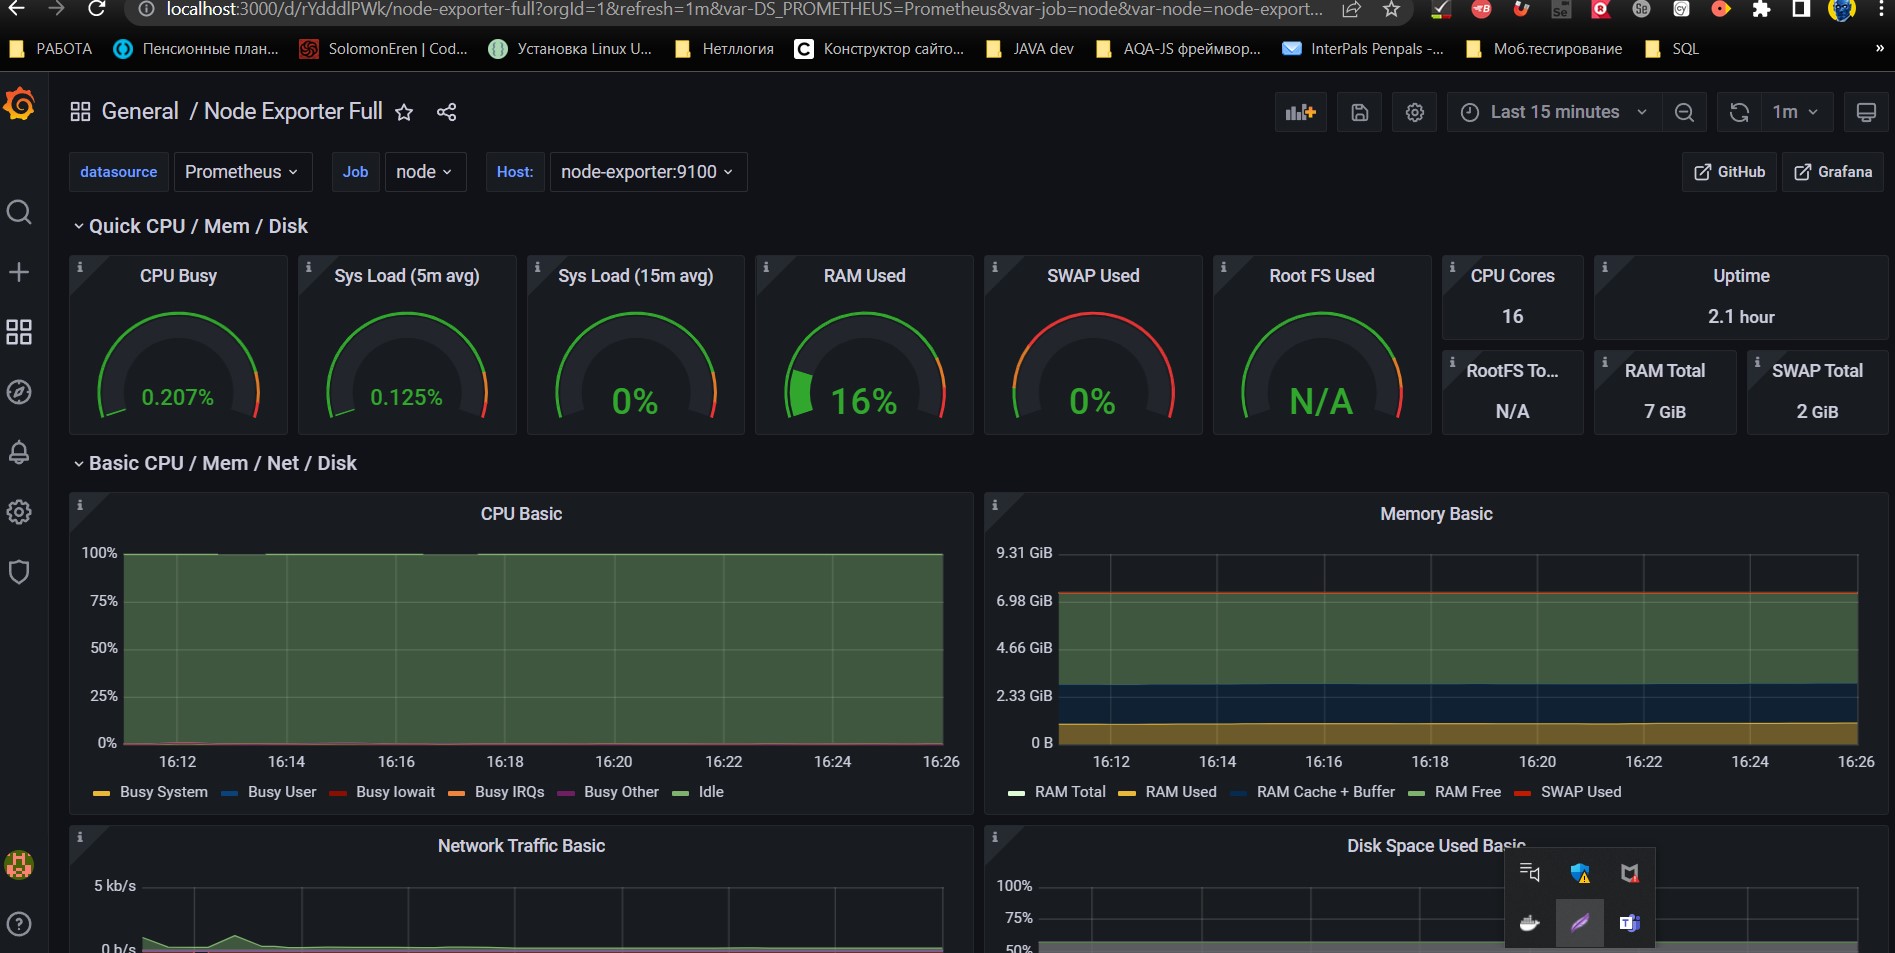 localhost:3000/d/rYdddlPWk/node-exporter-full?orgId=1&refresh=1m&var-DS_PROMETHEUS=Prometheus&var-job=node&var-node=node-export...
РАБОТА Пенсионные план... SolomonEren | Cod... Установка Linux U... Нетллогия Конструктор сайто... JAVA dev AQA-JS фреймвор... InterPals Penpals -... Моб.тестирование SQL »
General / Node Exporter Full Last 15 minutes 1m
datasource Prometheus Job node Host: node-exporter:9100 GitHub Grafana
Quick CPU / Mem / Disk
CPU Busy Sys Load (5m avg) Sys Load (15m avg) RAM Used SWAP Used Root FS Used CPU Cores Uptime
16 2.1 hour
RootFS To... RAM Total SWAP Total
0.207% 0.125% 0% 16% 0% N/A N/A 7 GiB 2 GiB
Basic CPU / Mem / Net / Disk
CPU Basic
100%
75%
50%
25%
0%
16:12 16:14 16:16 16:18 16:20 16:22 16:24 16:26
Busy System Busy User Busy Iowait Busy IRQs Busy Other Idle
Memory Basic
9.31 GiB
6.98 GiB
4.66 GiB
2.33 GiB
0 B
16:12 16:14 16:16 16:18 16:20 16:22 16:24 16:26
RAM Total RAM Used RAM Cache + Buffer RAM Free SWAP Used
Network Traffic Basic
5 kb/s
0 b/s
Disk Space Used Basic
100%
75%
50%